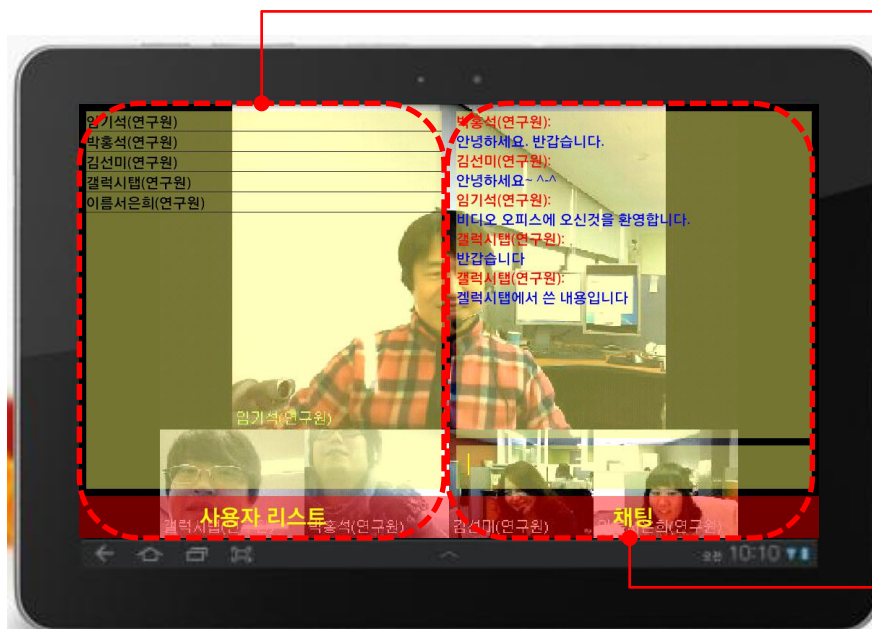 임기석(연구원)
박홍석(연구원)
김선미(연구원)
갤럭시탭(연구원)
이름서은희(연구원)
박홍석(연구원):
안녕하세요. 반갑습니다.
김선미(연구원):
안녕하세요~ ^-^
임기석(연구원):
비디오 오피스에 오신것을 환영합니다.
갤럭시탭(연구원):
반갑습니다
갤럭시탭(연구원):
겔럭시탭에서 쓴 내용입니다
임기석(연구원)
사용자 리스트
채팅
박홍석(연구원)
김선미(연구원)
오전 10:10